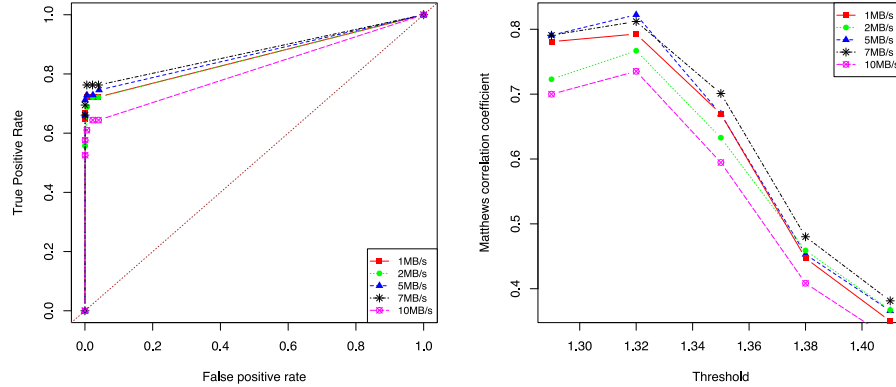 1.0
0.8
0.6
0.4
0.2
0.0
True Positive Rate
0.0
0.2
0.4
0.6
0.8
1.0
False positive rate
1MB/s
2MB/s
5MB/s
7MB/s
10MB/s
0.8
0.7
0.6
0.5
0.4
Matthews correlation coefficient
1.30
1.32
1.34
1.36
1.38
1.40
Threshold
1MB/s
2MB/s
5MB/s
7MB/s
10MB/s